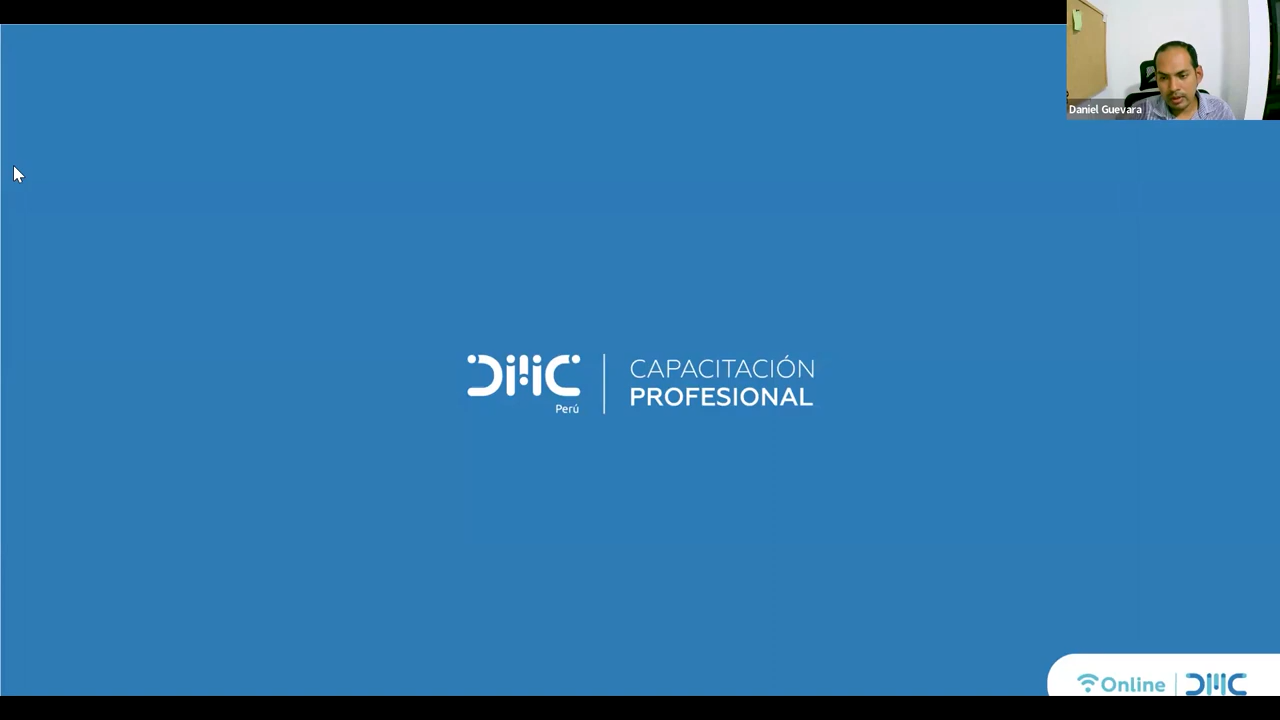 Daniel Guevara
DMC
Perú
CAPACITACIÓN
PROFESIONAL
Online
DMC